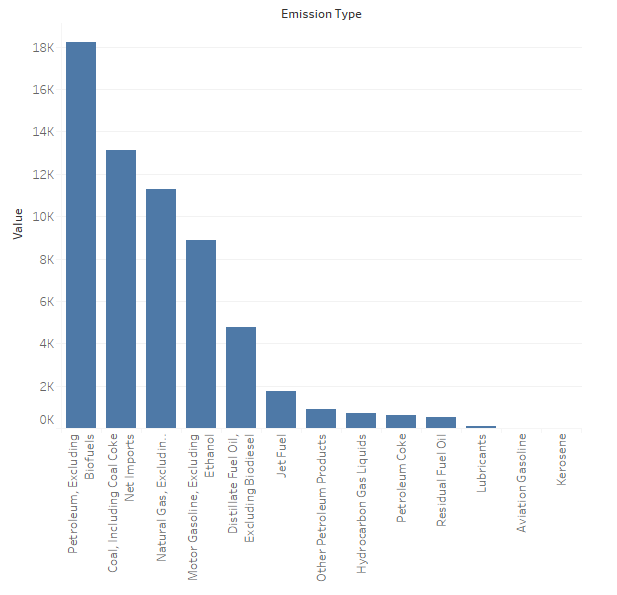 Emission Type
18K
16K
14K
12K
10K
8K
6K
4K
2K
0K
Value
Petroleum, Excluding
Biofuels
Coal, Including Coal Coke
Net Imports
Natural Gas, Excludin..
Motor Gasoline, Excluding
Ethanol
Distillate Fuel Oil,
Excluding Biodiesel
Jet Fuel
Other Petroleum Products
Hydrocarbon Gas Liquids
Petroleum Coke
Residual Fuel Oil
Lubricants
Aviation Gasoline
Kerosene